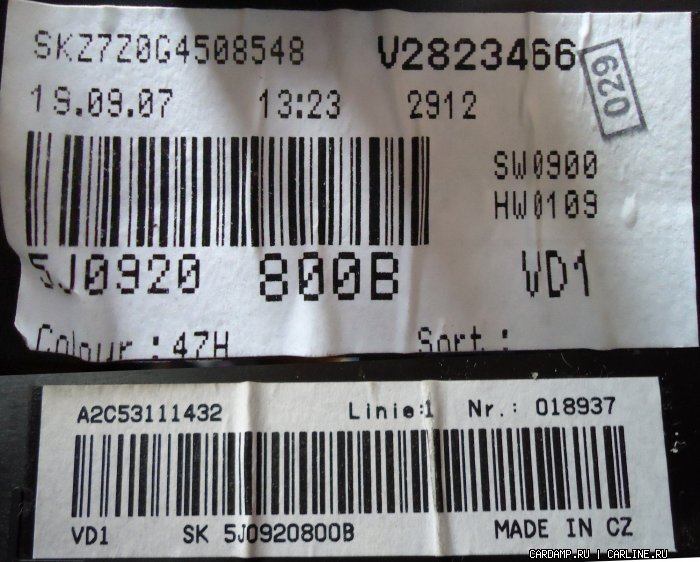 SKZ7Z0G4508548 V2823466
029
19.09.07 13:23 2912
SW0900
HW0109
5J0920 800B VD1
Colour : 47H Sort :
A2C53111432 Linie:1 Nr.: 018937
VD1 SK 5J0920800B MADE IN CZ
CARDAMP.RU | CARLINE.RU